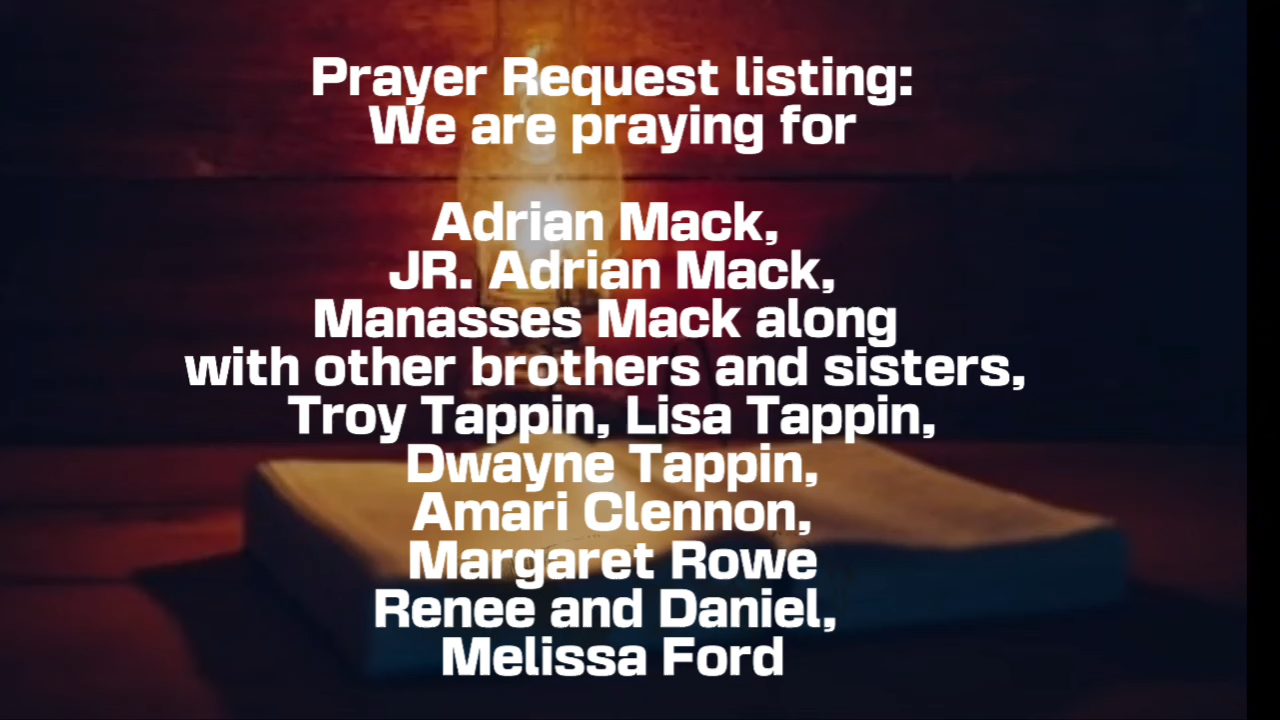 Prayer Request listing:
We are praying for
Adrian Mack,
JR. Adrian Mack,
Manasses Mack along
with other brothers and sisters,
Troy Tappin, Lisa Tappin,
Dwayne Tappin,
Amari Clennon,
Margaret Rowe
Renee and Daniel,
Melissa Ford